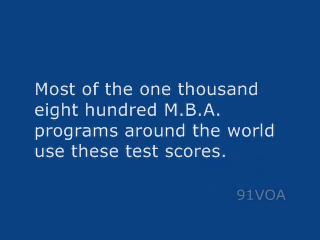 Most of the one thousand
eight hundred M.B.A.
programs around the world
use these test scores.
91VOA